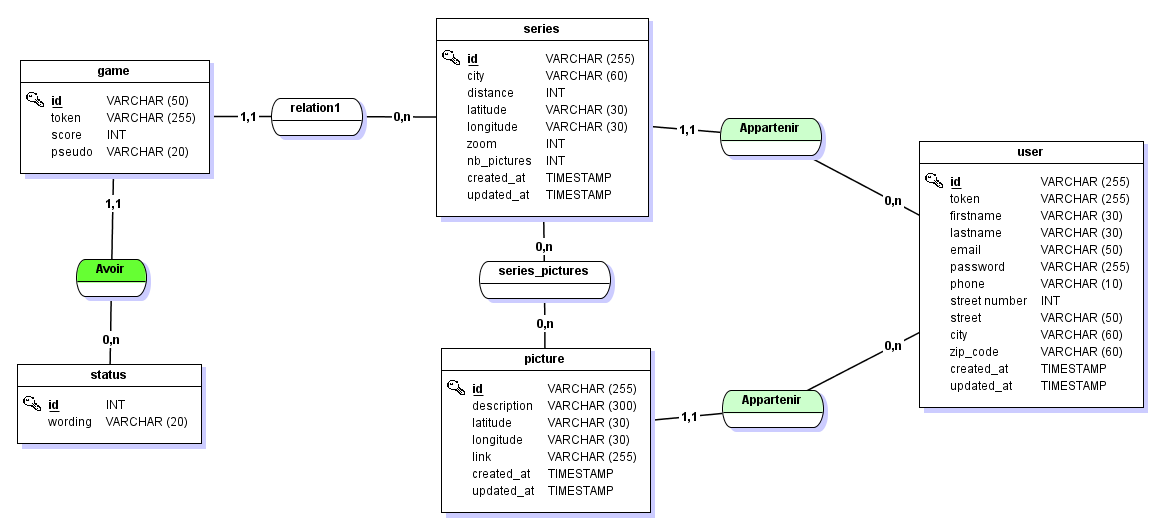 series
id VARCHAR (255)
city VARCHAR (60)
distance INT
latitude VARCHAR (30)
longitude VARCHAR (30)
zoom INT
nb_pictures INT
created_at TIMESTAMP
updated_at TIMESTAMP
game
id VARCHAR (50)
token VARCHAR (255)
score INT
pseudo VARCHAR (20)
1,1
relation1
0,n
1,1
Appartenir
0,n
user
id VARCHAR (255)
token VARCHAR (255)
firstname VARCHAR (30)
lastname VARCHAR (30)
email VARCHAR (50)
password VARCHAR (255)
phone VARCHAR (10)
street number INT
street VARCHAR (50)
city VARCHAR (60)
zip_code VARCHAR (60)
created_at TIMESTAMP
updated_at TIMESTAMP
1,1
Avoir
0,n
status
id INT
wording VARCHAR (20)
0,n
series_pictures
0,n
picture
id VARCHAR (255)
description VARCHAR (300)
latitude VARCHAR (30)
longitude VARCHAR (30)
link VARCHAR (255)
created_at TIMESTAMP
updated_at TIMESTAMP
1,1
Appartenir
0,n